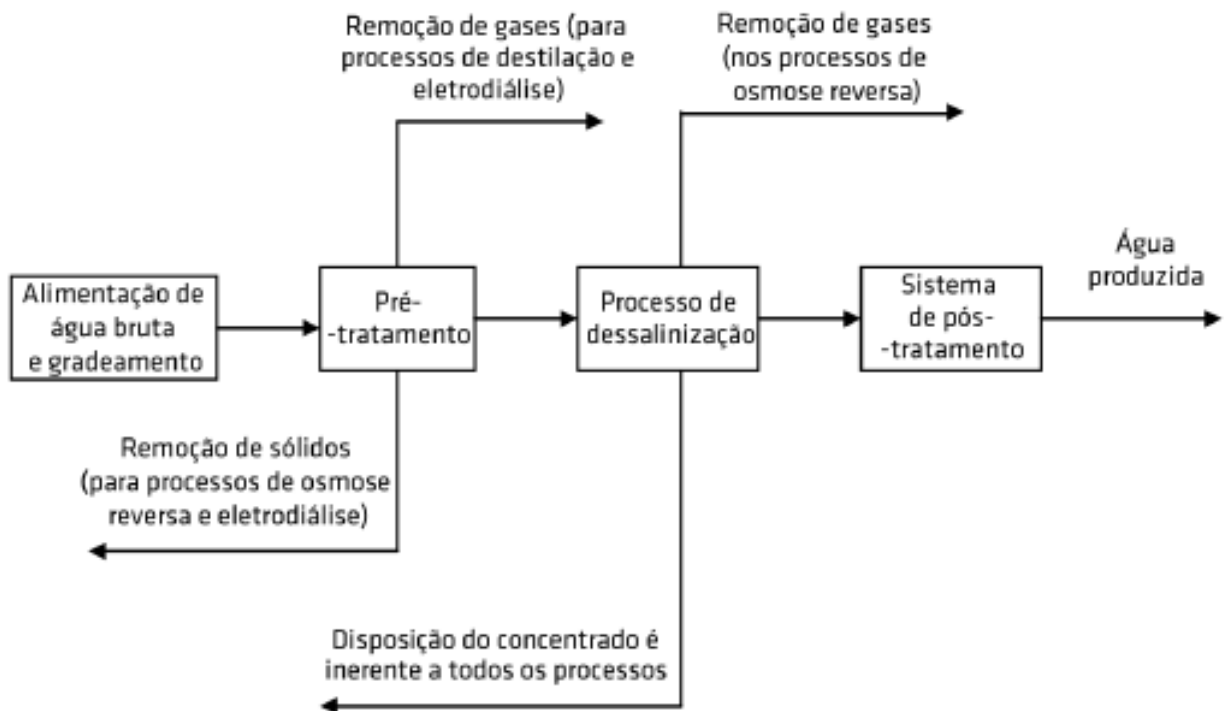 Remoção de gases (para
processos de destilação e
eletrodiálise)
Remoção de gases
(nos processos de
osmose reversa)
Alimentação de
água bruta
e gradeamento
Pré-
-tratamento
Processo de
dessalinização
Sistema
de pós-
-tratamento
Água
produzida
Remoção de sólidos
(para processos de osmose
reversa e eletrodiálise)
Disposição do concentrado é
inerente a todos os processos